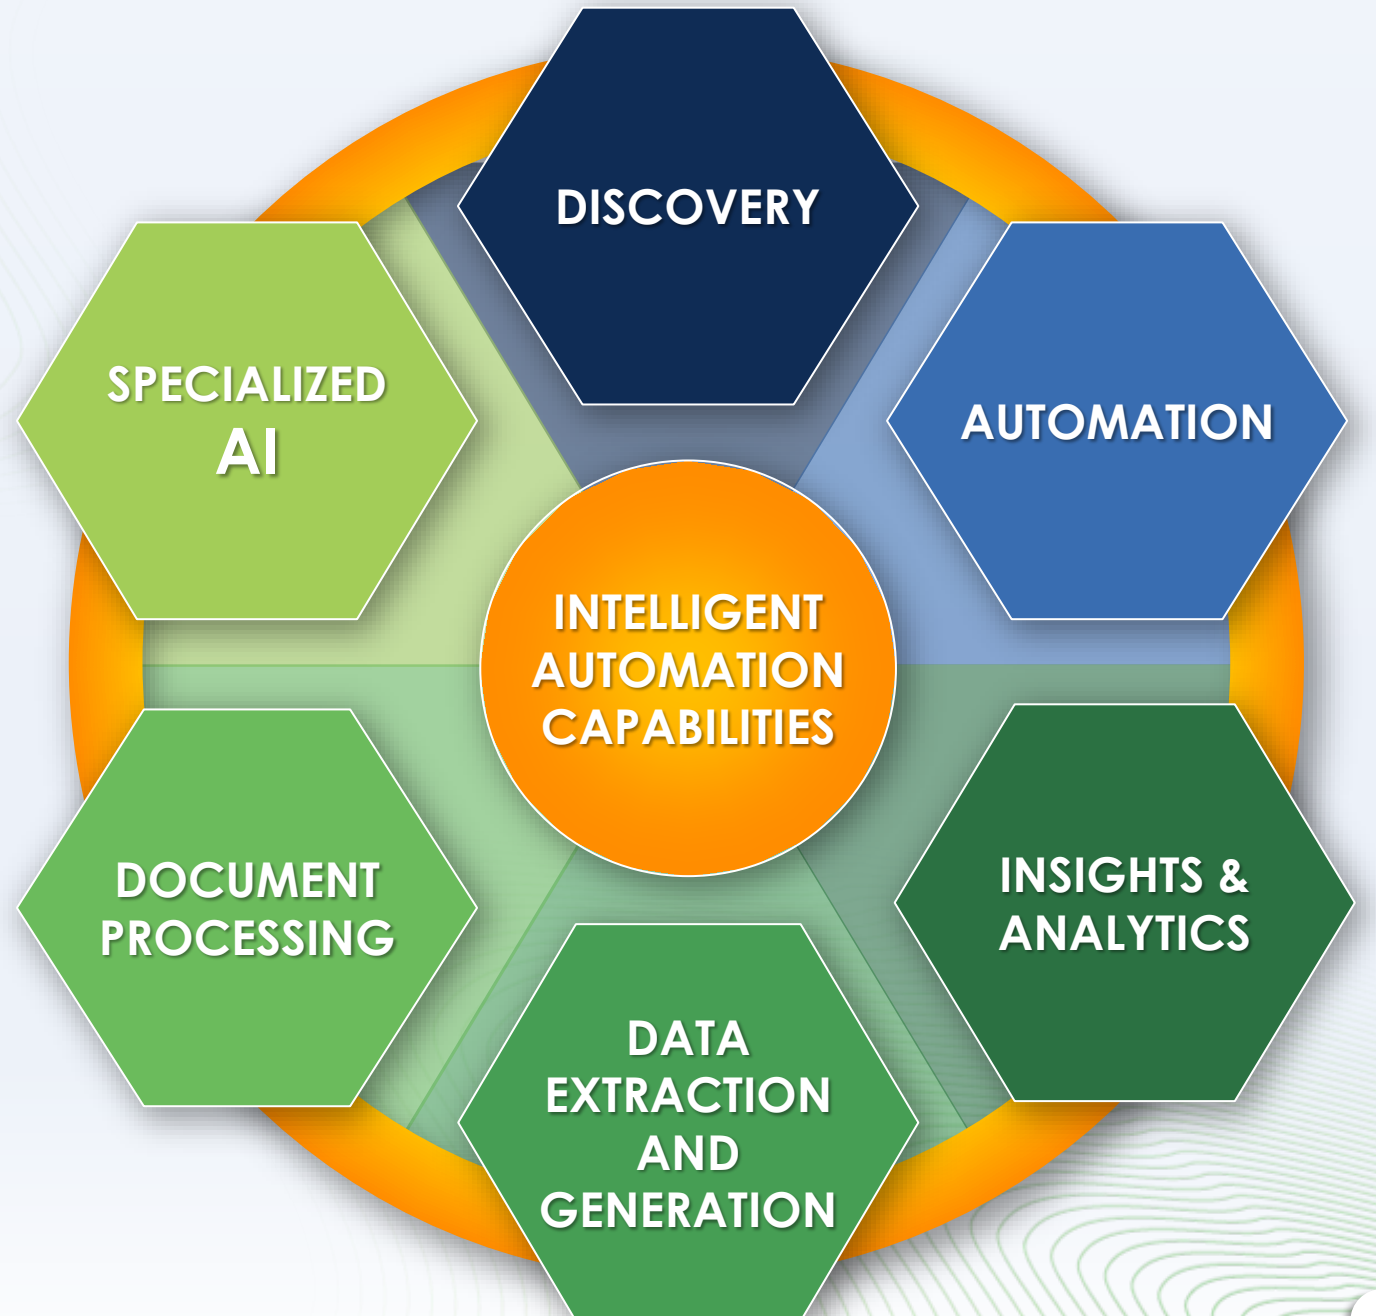 DISCOVERY
AUTOMATION
INSIGHTS &
ANALYTICS
DATA
EXTRACTION
AND
GENERATION
DOCUMENT
PROCESSING
SPECIALIZED
AI
INTELLIGENT
AUTOMATION
CAPABILITIES